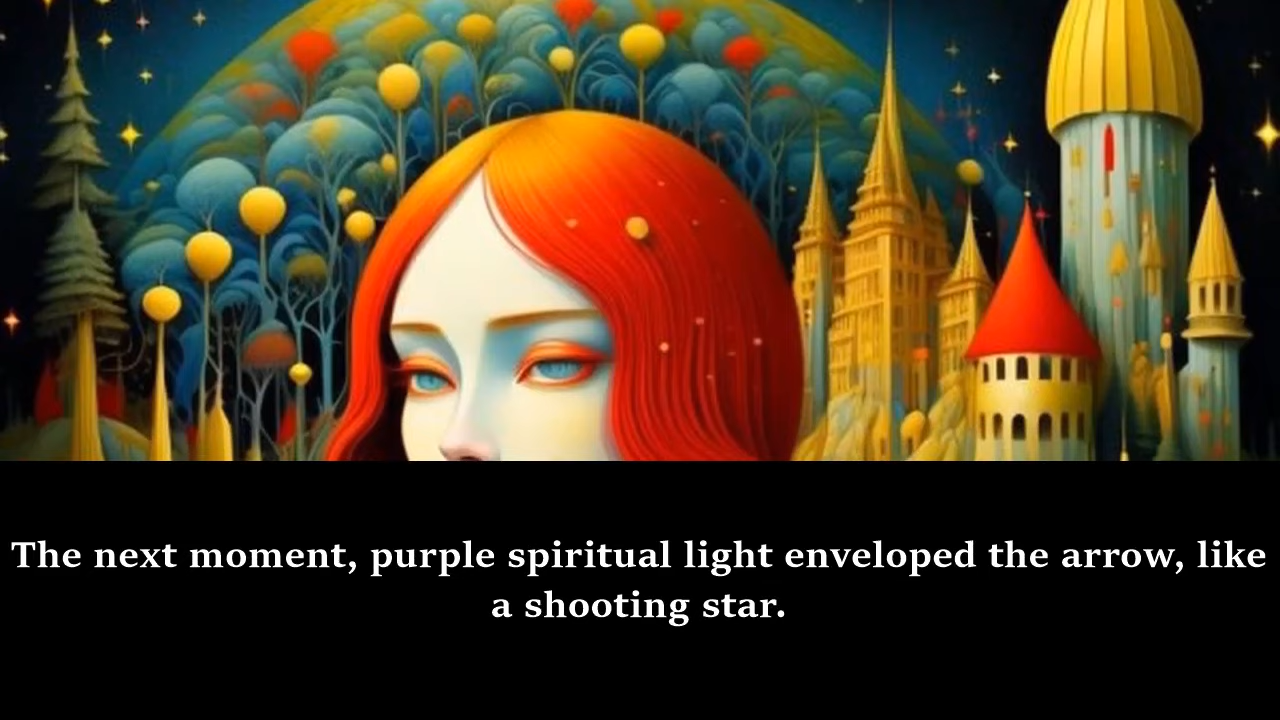 The next moment, purple spiritual light enveloped the arrow, like
a shooting star.